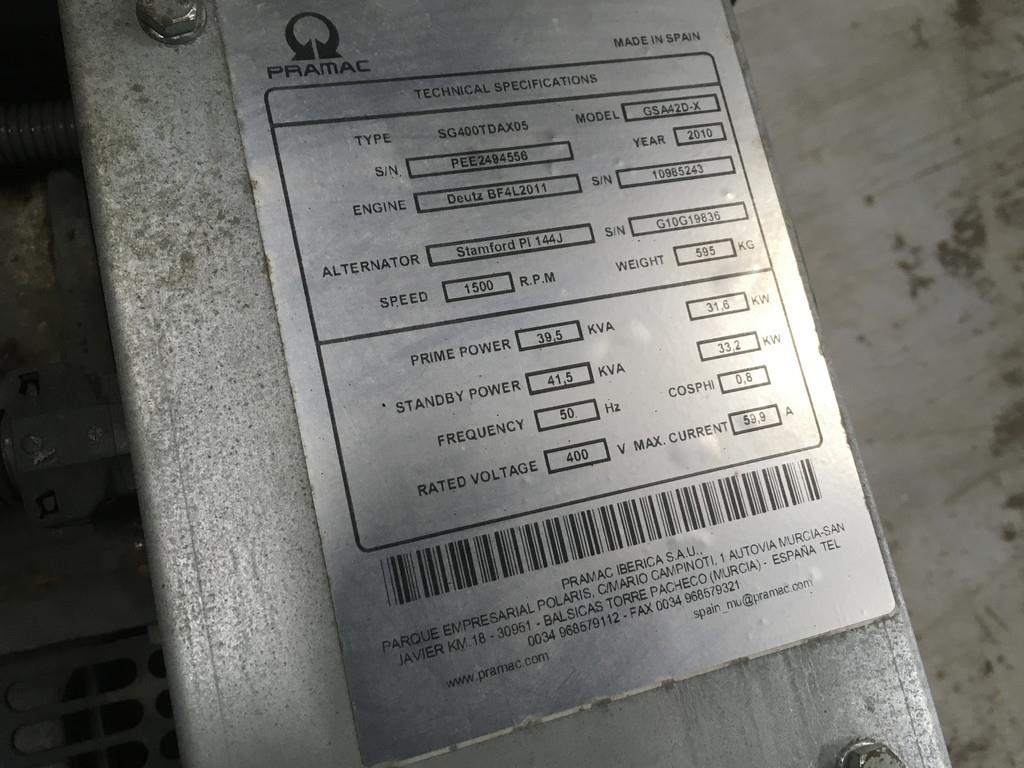 PRAMAC
MADE IN SPAIN
TECHNICAL SPECIFICATIONS
TYPE SG400TDAX05 MODEL GSA42D-X
S/N. PEE2494556 YEAR 2010
ENGINE Deutz BF4L2011 S/N 10985243
ALTERNATOR Stamford PI 144J S/N G10G19836
SPEED 1500 R.P.M WEIGHT 595 KG
PRIME POWER 39,5 KVA 31,6 KW
STANDBY POWER 41,5 KVA 33,2 KW
FREQUENCY 50. Hz COSPHI 0,8
RATED VOLTAGE 400 V MAX. CURRENT 59,9 A
PRAMAC IBERICA S.A.U.,
PARQUE EMPRESARIAL POLARIS, C/MARIO CAMPINOTI, 1 AUTOVIA MURCIA-SAN
JAVIER KM.18 - 30951 - BALSICAS TORRE PACHECO (MURCIA) - ESPAÑA TEL
0034 968579112 - FAX 0034 968579321
www.pramac.com spain_mu@pramac.com